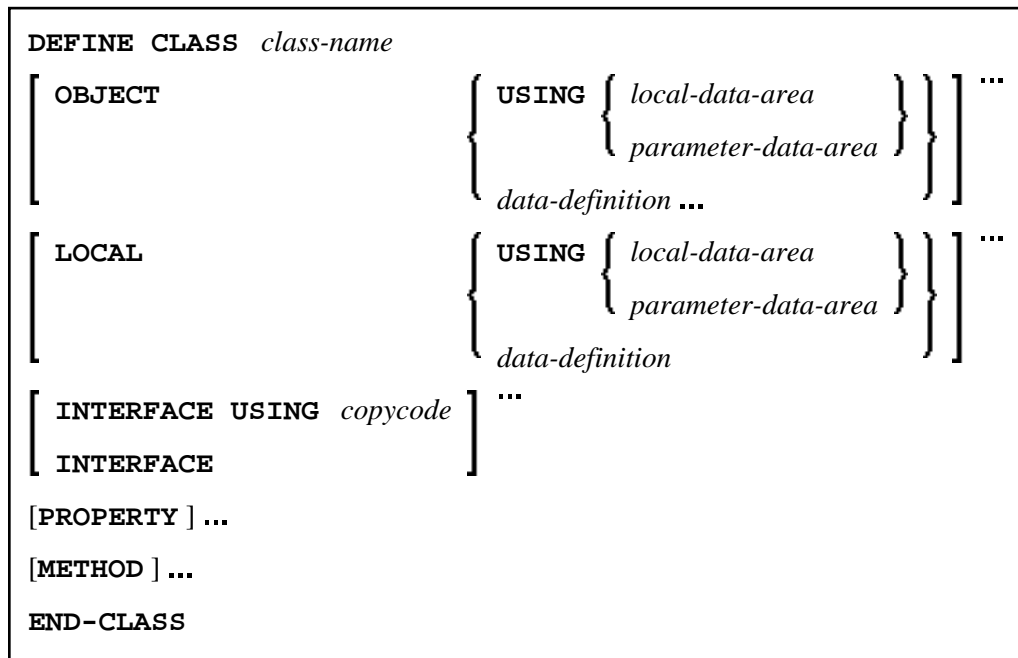 DEFINE CLASS class-name
OBJECT USING local-data-area
parameter-data-area
data-definition ...
...
LOCAL USING local-data-area
parameter-data-area
data-definition
...
INTERFACE USING copycode
INTERFACE
...
[PROPERTY ] ...
[METHOD ] ...
END-CLASS